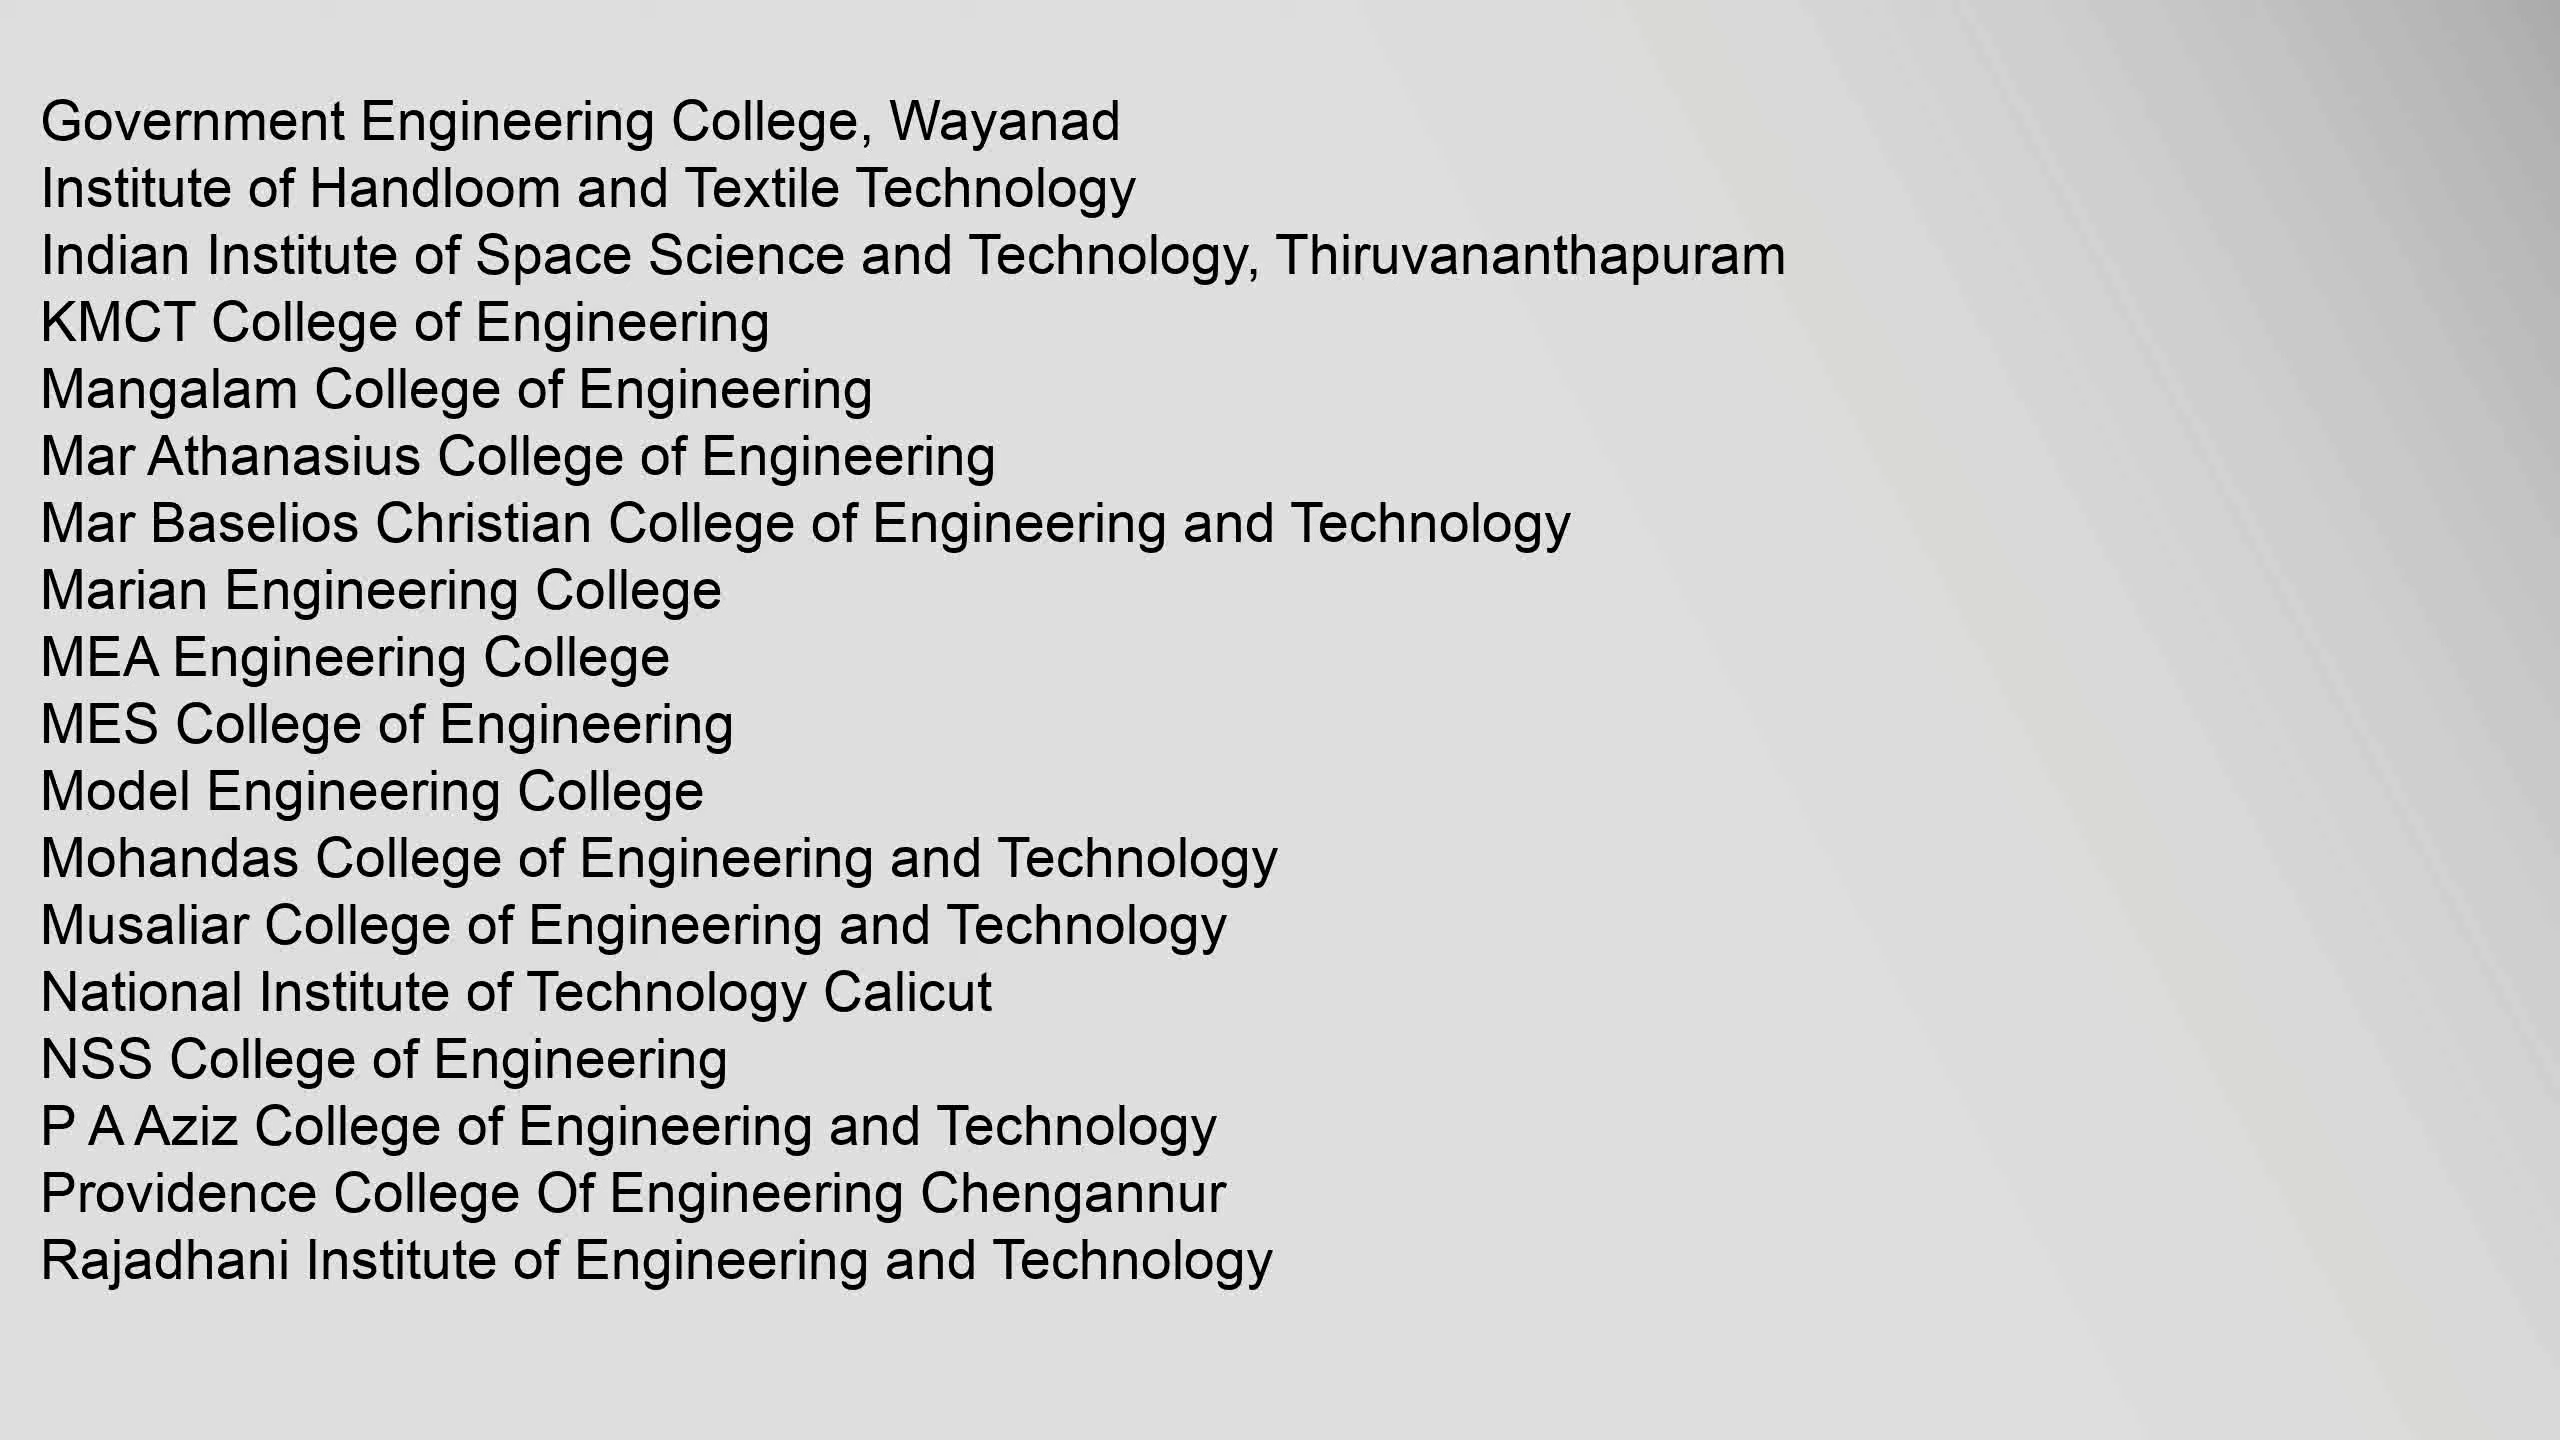 Government Engineering College, Wayanad
Institute of Handloom and Textile Technology
Indian Institute of Space Science and Technology, Thiruvananthapuram
KMCT College of Engineering
Mangalam College of Engineering
Mar Athanasius College of Engineering
Mar Baselios Christian College of Engineering and Technology
Marian Engineering College
MEA Engineering College
MES College of Engineering
Model Engineering College
Mohandas College of Engineering and Technology
Musaliar College of Engineering and Technology
National Institute of Technology Calicut
NSS College of Engineering
P A Aziz College of Engineering and Technology
Providence College Of Engineering Chengannur
Rajadhani Institute of Engineering and Technology